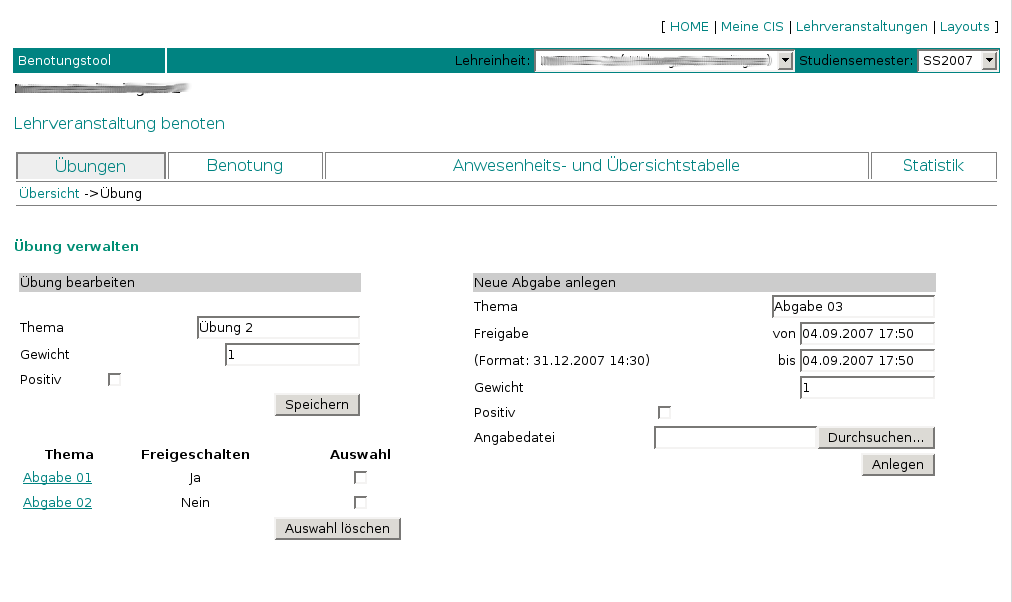 [ HOME | Meine CIS | Lehrveranstaltungen | Layouts ]
Benotungstool Lehreinheit: Studiensemester: SS2007
Lehrveranstaltung benoten
Übungen Benotung Anwesenheits- und Übersichtstabelle Statistik
Übersicht ->Übung
Übung verwalten
Übung bearbeiten
Thema Übung 2
Gewicht 1
Positiv
Speichern
Thema Freigeschalten Auswahl
Abgabe 01 Ja
Abgabe 02 Nein
Auswahl löschen
Neue Abgabe anlegen
Thema Abgabe 03
Freigabe von 04.09.2007 17:50
(Format: 31.12.2007 14:30) bis 04.09.2007 17:50
Gewicht 1
Positiv
Angabedatei Durchsuchen...
Anlegen